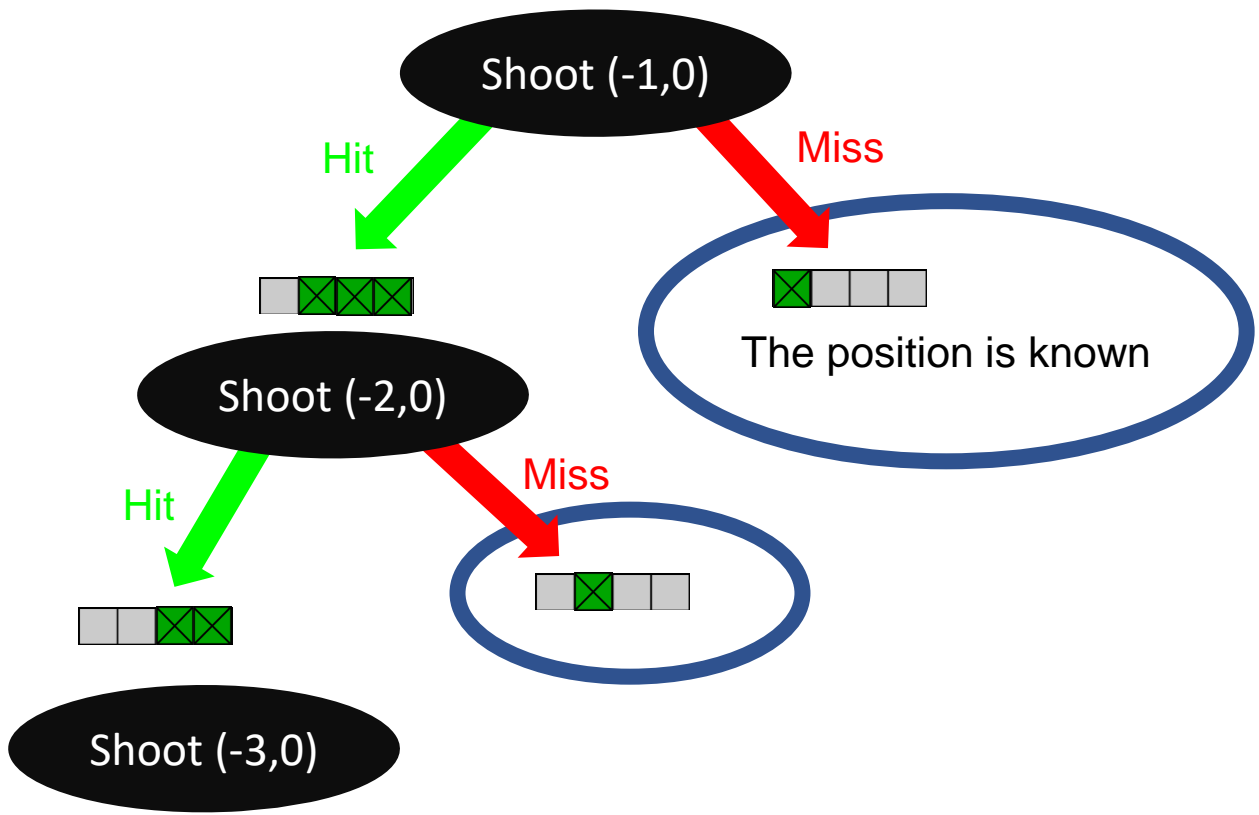 Shoot (-1,0)
Hit
Miss
The position is known
Shoot (-2,0)
Hit
Miss
Shoot (-3,0)